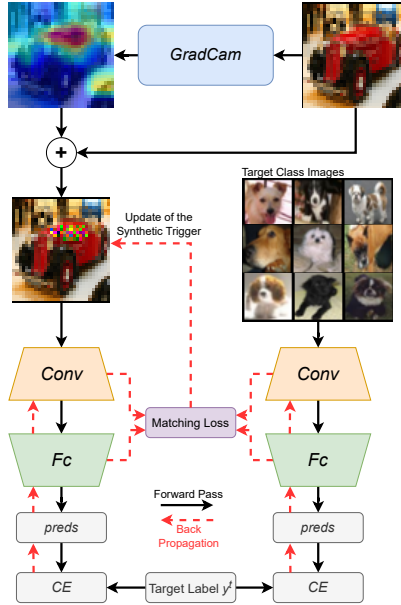 GradCam
+
Target Class Images
Update of the
Synthetic Trigger
Conv
Conv
Matching Loss
Fc
Fc
Forward Pass
Back
Propagation
preds
preds
CE
Target Label yᵗ
CE